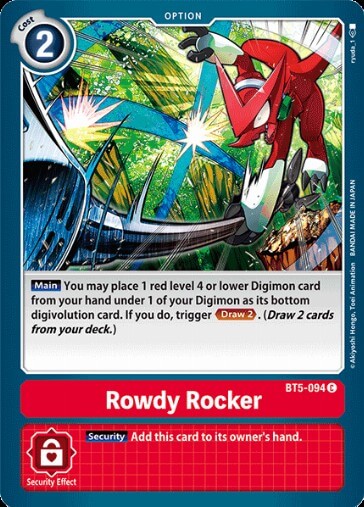 OPTION
Cost
2
ryuda_1
BANDAI MADE IN JAPAN
©Akiyoshi Hongo, Toei Animation
Main You may place 1 red level 4 or lower Digimon card
from your hand under 1 of your Digimon as its bottom
digivolution card. If you do, trigger Draw 2. (Draw 2 cards
from your deck.)
BT5-094 C
Rowdy Rocker
Security Add this card to its owner's hand.
Security Effect